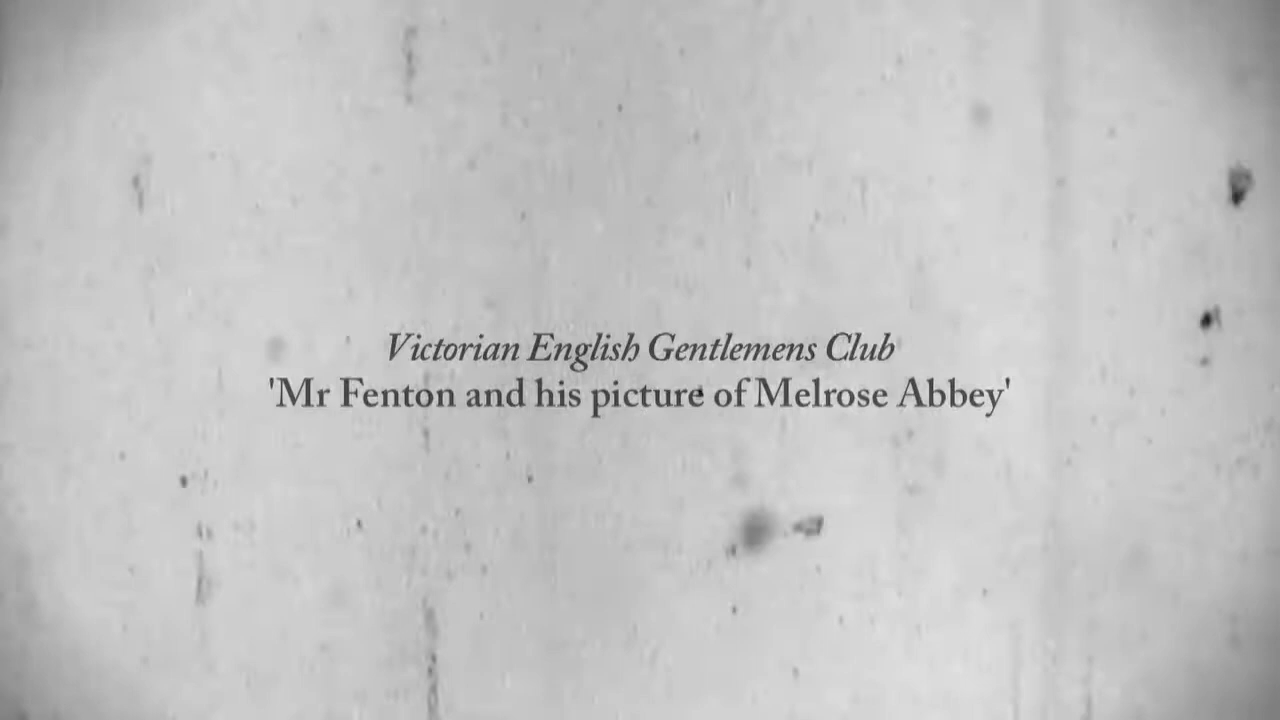 Victorian English Gentlemens Club
'Mr Fenton and his picture of Melrose Abbey'